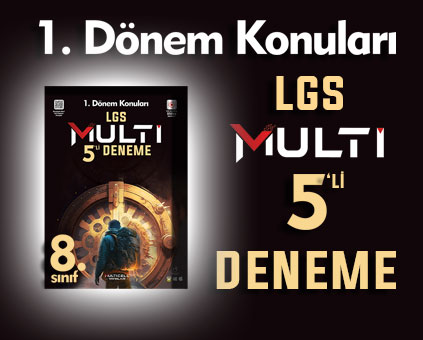 1. Dönem Konuları
LGS
MULTİ
5'Lİ
DENEME
1. Dönem Konuları
LGS
MULTİ
5'Lİ DENEME
8.
sınıf